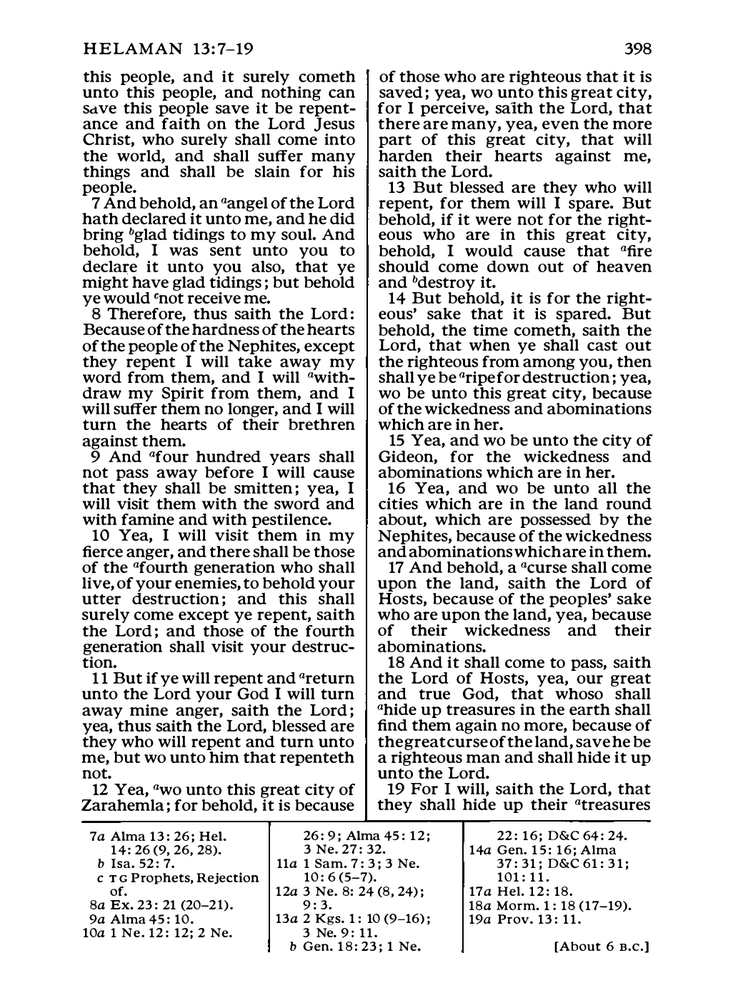 HELAMAN 13:7–19 398
this people, and it surely cometh
unto this people, and nothing can
save this people save it be repent-
ance and faith on the Lord Jesus
Christ, who surely shall come into
the world, and shall suffer many
things and shall be slain for his
people.
7 And behold, an ᵃangel of the Lord
hath declared it unto me, and he did
bring ᵇglad tidings to my soul. And
behold, I was sent unto you to
declare it unto you also, that ye
might have glad tidings; but behold
ye would ᶜnot receive me.
8 Therefore, thus saith the Lord:
Because of the hardness of the hearts
of the people of the Nephites, except
they repent I will take away my
word from them, and I will ᵃwith-
draw my Spirit from them, and I
will suffer them no longer, and I will
turn the hearts of their brethren
against them.
9 And ᵃfour hundred years shall
not pass away before I will cause
that they shall be smitten; yea, I
will visit them with the sword and
with famine and with pestilence.
10 Yea, I will visit them in my
fierce anger, and there shall be those
of the ᵃfourth generation who shall
live, of your enemies, to behold your
utter destruction; and this shall
surely come except ye repent, saith
the Lord; and those of the fourth
generation shall visit your destruc-
tion.
11 But if ye will repent and ᵃreturn
unto the Lord your God I will turn
away mine anger, saith the Lord;
yea, thus saith the Lord, blessed are
they who will repent and turn unto
me, but wo unto him that repenteth
not.
12 Yea, ᵃwo unto this great city of
Zarahemla; for behold, it is because
of those who are righteous that it is
saved; yea, wo unto this great city,
for I perceive, saith the Lord, that
there are many, yea, even the more
part of this great city, that will
harden their hearts against me,
saith the Lord.
13 But blessed are they who will
repent, for them will I spare. But
behold, if it were not for the right-
eous who are in this great city,
behold, I would cause that ᵃfire
should come down out of heaven
and ᵇdestroy it.
14 But behold, it is for the right-
eous' sake that it is spared. But
behold, the time cometh, saith the
Lord, that when ye shall cast out
the righteous from among you, then
shall ye be ᵃripe for destruction; yea,
wo be unto this great city, because
of the wickedness and abominations
which are in her.
15 Yea, and wo be unto the city of
Gideon, for the wickedness and
abominations which are in her.
16 Yea, and wo be unto all the
cities which are in the land round
about, which are possessed by the
Nephites, because of the wickedness
and abominations which are in them.
17 And behold, a ᵃcurse shall come
upon the land, saith the Lord of
Hosts, because of the peoples' sake
who are upon the land, yea, because
of their wickedness and their
abominations.
18 And it shall come to pass, saith
the Lord of Hosts, yea, our great
and true God, that whoso shall
ᵃhide up treasures in the earth shall
find them again no more, because of
the great curse of the land, save he be
a righteous man and shall hide it up
unto the Lord.
19 For I will, saith the Lord, that
they shall hide up their ᵃtreasures
7a Alma 13: 26; Hel.
14: 26 (9, 26, 28).
b Isa. 52: 7.
c TG Prophets, Rejection
of.
8a Ex. 23: 21 (20–21).
9a Alma 45: 10.
10a 1 Ne. 12: 12; 2 Ne.
26: 9; Alma 45: 12;
3 Ne. 27: 32.
11a 1 Sam. 7: 3; 3 Ne.
10: 6 (5–7).
12a 3 Ne. 8: 24 (8, 24);
9: 3.
13a 2 Kgs. 1: 10 (9–16);
3 Ne. 9: 11.
b Gen. 18: 23; 1 Ne.
22: 16; D&C 64: 24.
14a Gen. 15: 16; Alma
37: 31; D&C 61: 31;
101: 11.
17a Hel. 12: 18.
18a Morm. 1: 18 (17–19).
19a Prov. 13: 11.
[About 6 B.C.]